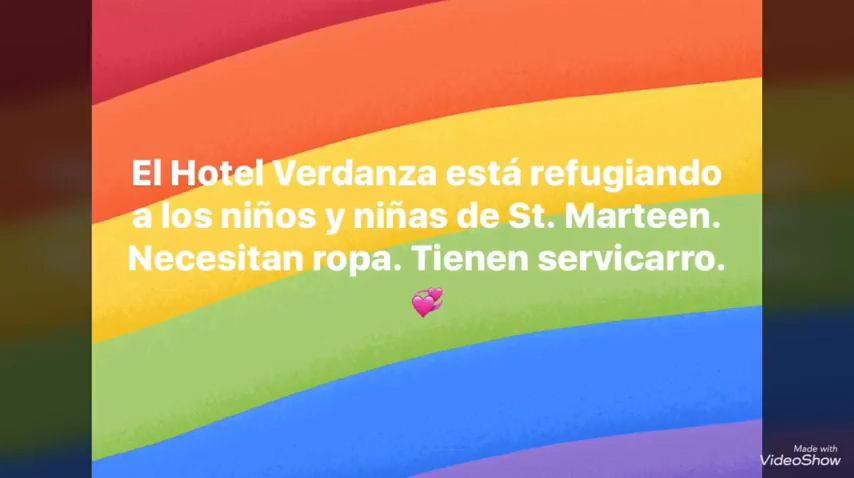 El Hotel Verdanza está refugiando
a los niños y niñas de St. Marteen.
Necesitan ropa. Tienen servicarro.
💞
Made with
VideoShow